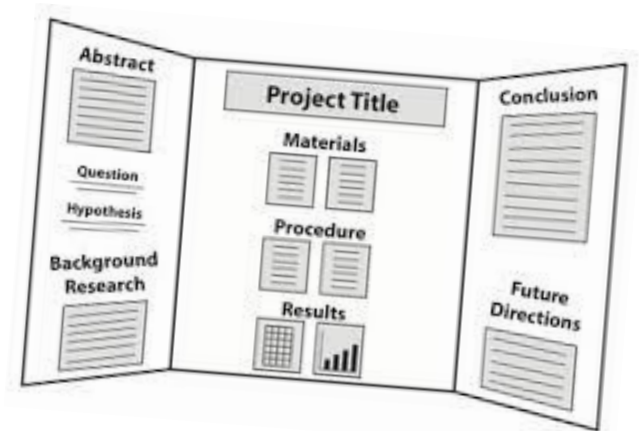 Abstract
Question
Hypothesis
Background
Research
Project Title
Materials
Procedure
Results
Conclusion
Future
Directions